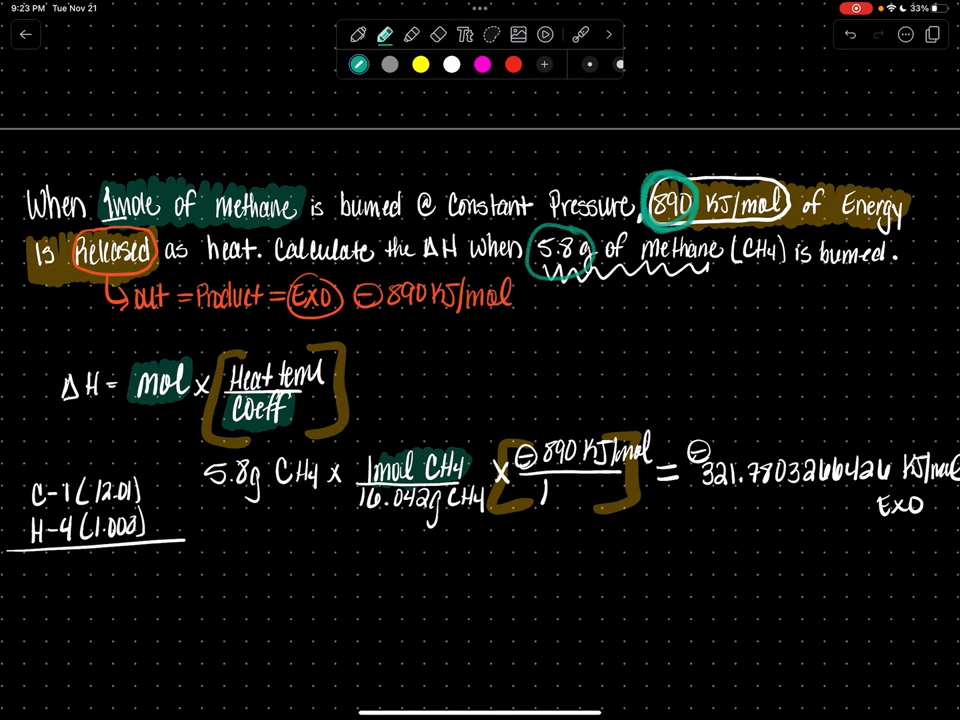 9:23 PM Tue Nov 21
33%
Tt
When 1mole of methane is burned @ Constant Pressure, 890 KJ/mol of Energy
is Released as heat. Calculate the ΔH when 5.8g of methane (CH4) is burned.
out = Product = Exo ⊖ 890 KJ/mol
ΔH = mol x [Heat term / Coeff]
5.8g CH4 x 1mol CH4 / 16.042g CH4 x [⊖ 890 KJ/mol / 1] = ⊖ 321.7803266426 KJ/mol
Exo
C-1 (12.01)
H-4 (1.008)